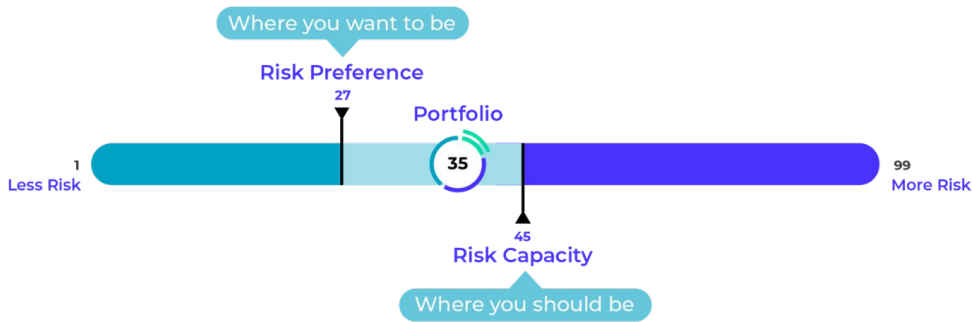 Where you want to be
Risk Preference
27
Portfolio
35
1
Less Risk
99
More Risk
45
Risk Capacity
Where you should be